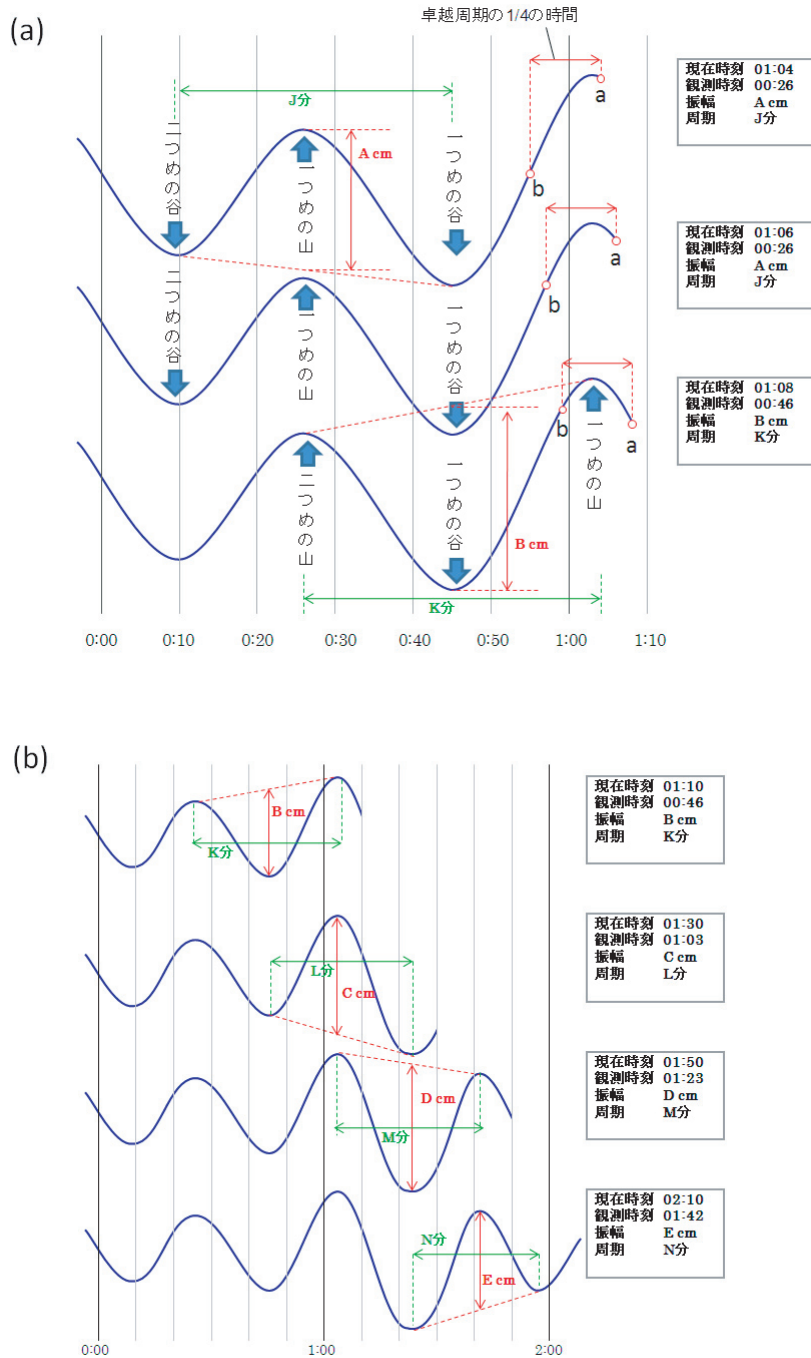 (a)
卓越周期の1/4の時間
現在時刻 01:04
観測時刻 00:26
振幅 A cm
周期 J分
J分
二つめの谷
一つめの山
A cm
一つめの谷
a
b
現在時刻 01:06
観測時刻 00:26
振幅 A cm
周期 J分
二つめの谷
一つめの山
一つめの谷
a
b
現在時刻 01:08
観測時刻 00:46
振幅 B cm
周期 K分
二つめの山
一つめの谷
B cm
b
一つめの山
a
K分
0:00 0:10 0:20 0:30 0:40 0:50 1:00 1:10
(b)
B cm
K分
現在時刻 01:10
観測時刻 00:46
振幅 B cm
周期 K分
L分
C cm
現在時刻 01:30
観測時刻 01:03
振幅 C cm
周期 L分
D cm
M分
現在時刻 01:50
観測時刻 01:23
振幅 D cm
周期 M分
N分
E cm
現在時刻 02:10
観測時刻 01:42
振幅 E cm
周期 N分
0:00 1:00 2:00